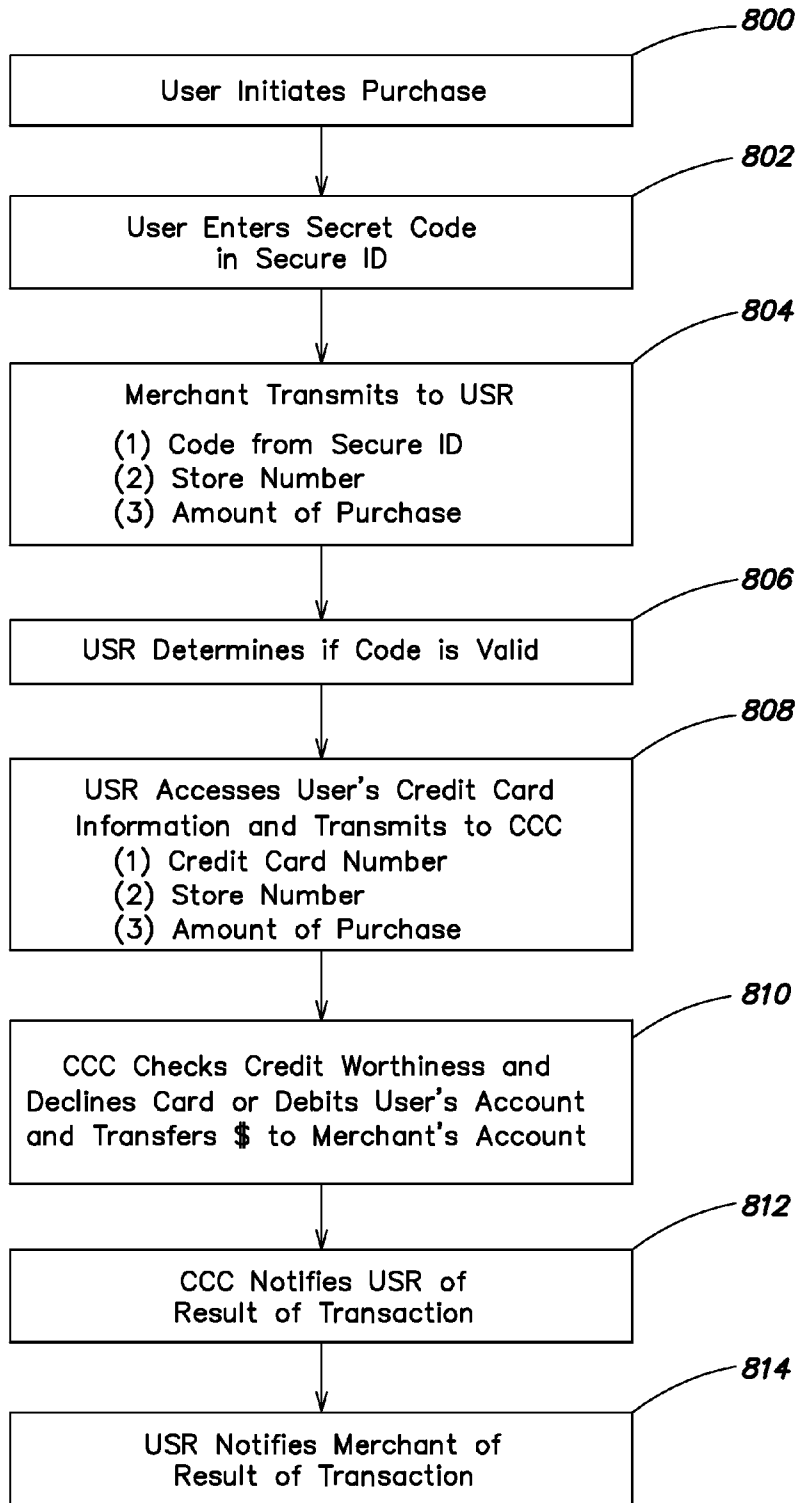 800
User Initiates Purchase
802
User Enters Secret Code
in Secure ID
804
Merchant Transmits to USR
(1) Code from Secure ID
(2) Store Number
(3) Amount of Purchase
806
USR Determines if Code is Valid
808
USR Accesses User's Credit Card
Information and Transmits to CCC
(1) Credit Card Number
(2) Store Number
(3) Amount of Purchase
810
CCC Checks Credit Worthiness and
Declines Card or Debits User's Account
and Transfers $ to Merchant's Account
812
CCC Notifies USR of
Result of Transaction
814
USR Notifies Merchant of
Result of Transaction